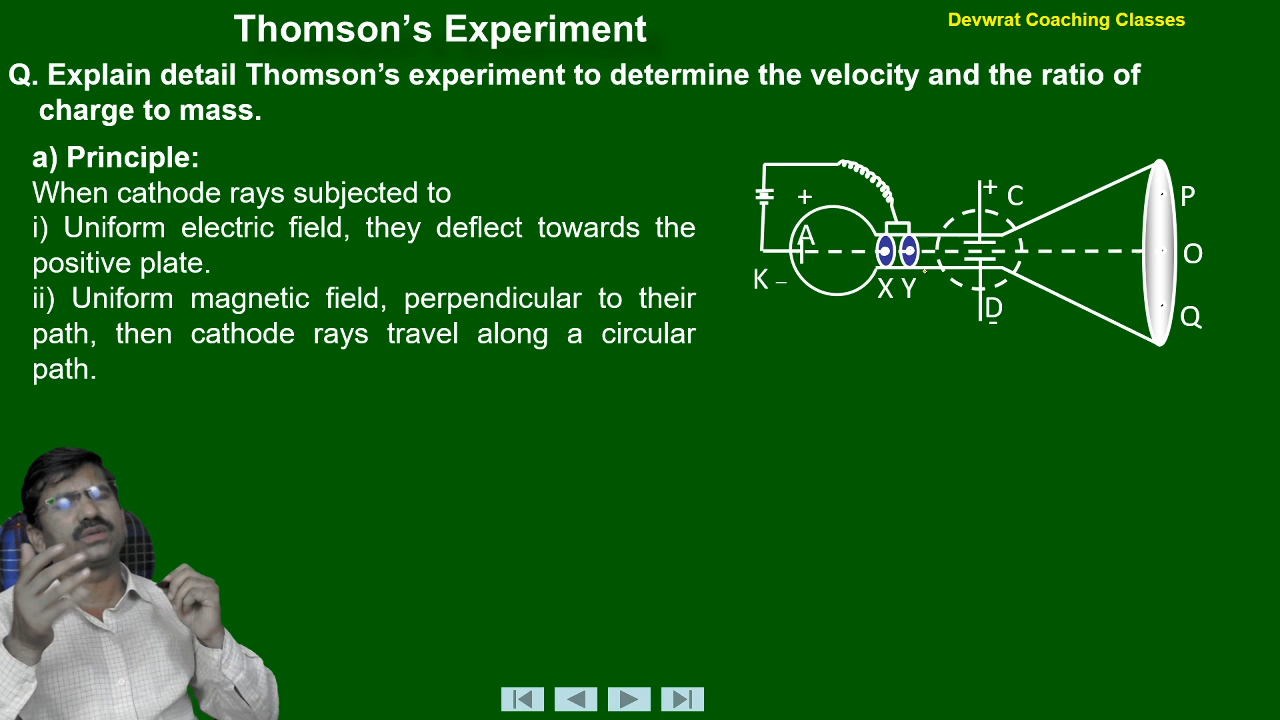 Thomson’s Experiment
Devwrat Coaching Classes
Q. Explain detail Thomson’s experiment to determine the velocity and the ratio of
charge to mass.
a) Principle:
When cathode rays subjected to
i) Uniform electric field, they deflect towards the
positive plate.
ii) Uniform magnetic field, perpendicular to their
path, then cathode rays travel along a circular
path.
+
A
K –
X Y
+ C
D
-
P
O
Q